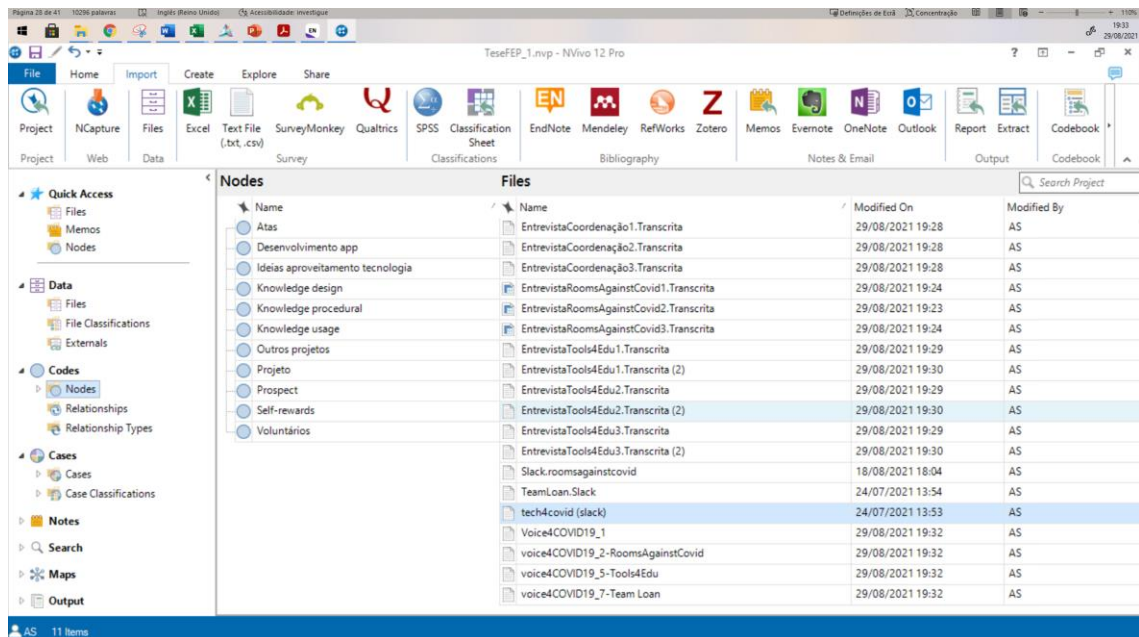 Página 28 de 41 10296 palavras Inglês (Reino Unido) Acessibilidade: investigue Definições de Ecrã Concentração 110%
19:33
29/08/2021
TeseFEP_1.nvp - NVivo 12 Pro
File Home Import Create Explore Share
Project NCapture Files Excel Text File (.txt, .csv) SurveyMonkey Qualtrics SPSS Classification Sheet EndNote Mendeley RefWorks Zotero Memos Evernote OneNote Outlook Report Extract Codebook
Project Web Data Survey Classifications Bibliography Notes & Email Output Codebook
Quick Access
Files
Memos
Nodes
Data
Files
File Classifications
Externals
Codes
Nodes
Relationships
Relationship Types
Cases
Cases
Case Classifications
Notes
Search
Maps
Output
Nodes
Name
Atas
Desenvolvimento app
Ideias aproveitamento tecnologia
Knowledge design
Knowledge procedural
Knowledge usage
Outros projetos
Projeto
Prospect
Self-rewards
Voluntários
Files
Search Project
Name Modified On Modified By
EntrevistaCoordenação1.Transcrita 29/08/2021 19:28 AS
EntrevistaCoordenação2.Transcrita 29/08/2021 19:28 AS
EntrevistaCoordenação3.Transcrita 29/08/2021 19:28 AS
EntrevistaRoomsAgainstCovid1.Transcrita 29/08/2021 19:24 AS
EntrevistaRoomsAgainstCovid2.Transcrita 29/08/2021 19:23 AS
EntrevistaRoomsAgainstCovid3.Transcrita 29/08/2021 19:24 AS
EntrevistaTools4Edu1.Transcrita 29/08/2021 19:29 AS
EntrevistaTools4Edu1.Transcrita (2) 29/08/2021 19:30 AS
EntrevistaTools4Edu2.Transcrita 29/08/2021 19:29 AS
EntrevistaTools4Edu2.Transcrita (2) 29/08/2021 19:30 AS
EntrevistaTools4Edu3.Transcrita 29/08/2021 19:29 AS
EntrevistaTools4Edu3.Transcrita (2) 29/08/2021 19:30 AS
Slack.roomsagainstcovid 18/08/2021 18:04 AS
TeamLoan.Slack 24/07/2021 13:54 AS
tech4covid (slack) 24/07/2021 13:53 AS
Voice4COVID19_1 29/08/2021 19:32 AS
voice4COVID19_2-RoomsAgainstCovid 29/08/2021 19:32 AS
voice4COVID19_5-Tools4Edu 29/08/2021 19:32 AS
voice4COVID19_7-Team Loan 29/08/2021 19:32 AS
AS 11 Items